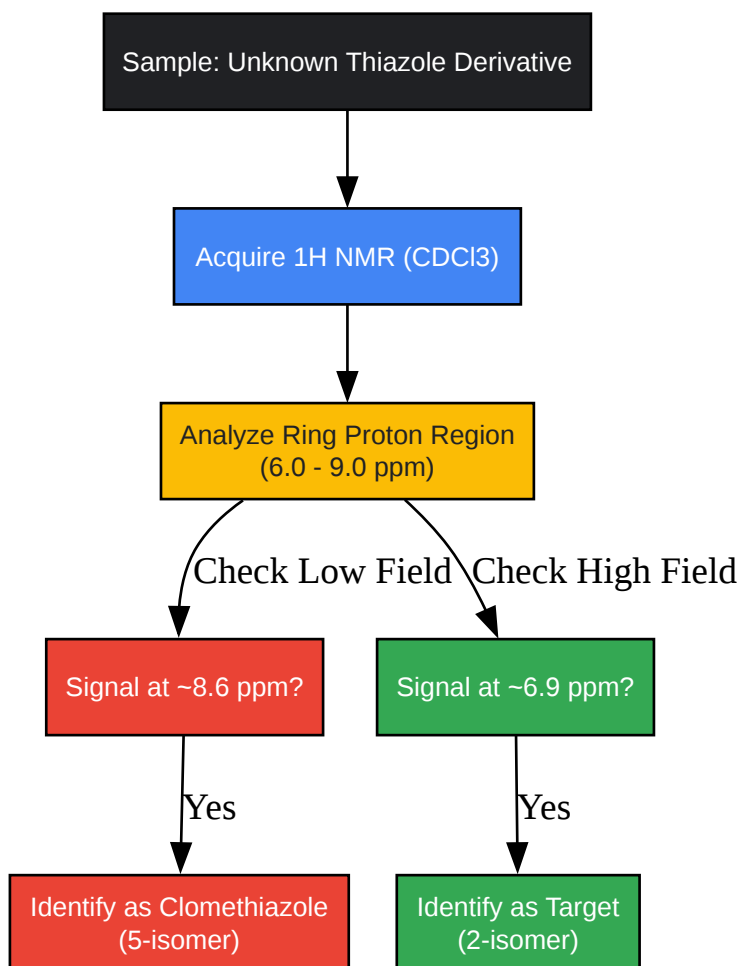 Sample: Unknown Thiazole Derivative
Acquire 1H NMR (CDCl3)
Analyze Ring Proton Region
(6.0 - 9.0 ppm)
Check Low Field
Check High Field
Signal at ~8.6 ppm?
Signal at ~6.9 ppm?
Yes
Yes
Identify as Clomethiazole
(5-isomer)
Identify as Target
(2-isomer)